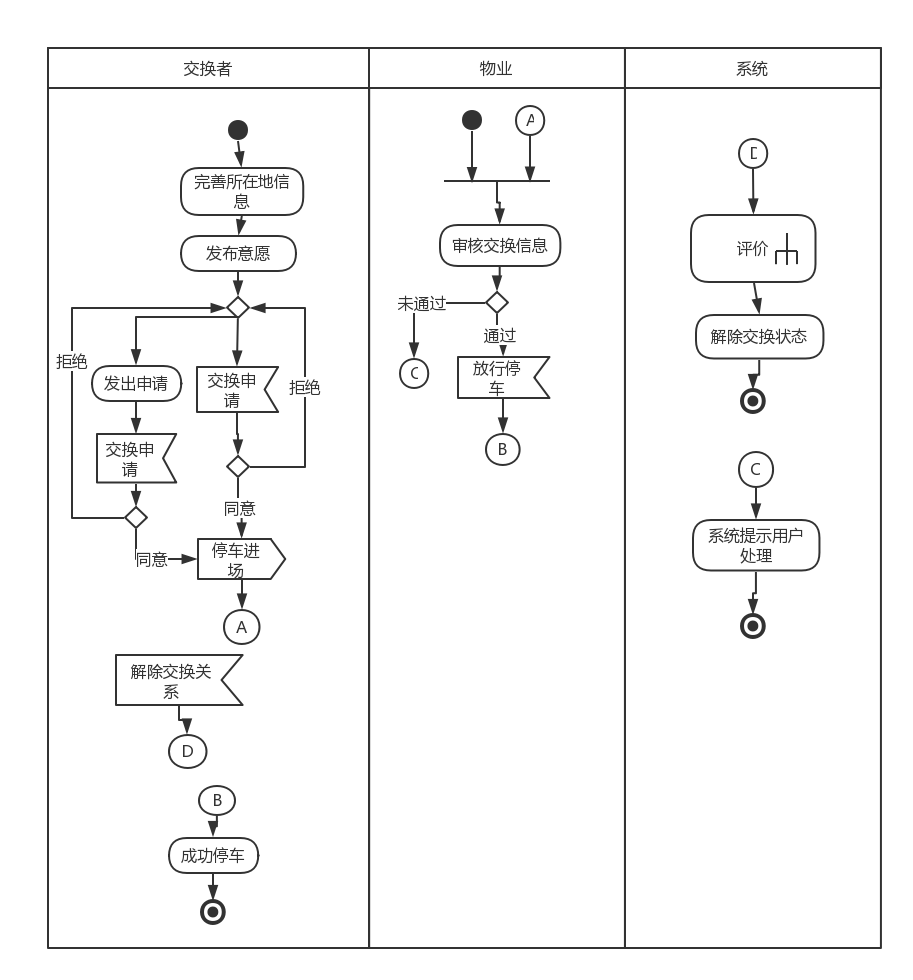 交换者
物业
系统
完善所在地信
息
发布意愿
拒绝
发出申请
交换申
请
拒绝
交换申
请
同意
同意
停车进
场
A
解除交换关
系
D
B
成功停车
A
审核交换信息
未通过
通过
C
放行停
车
B
D
评价
解除交换状态
C
系统提示用户
处理